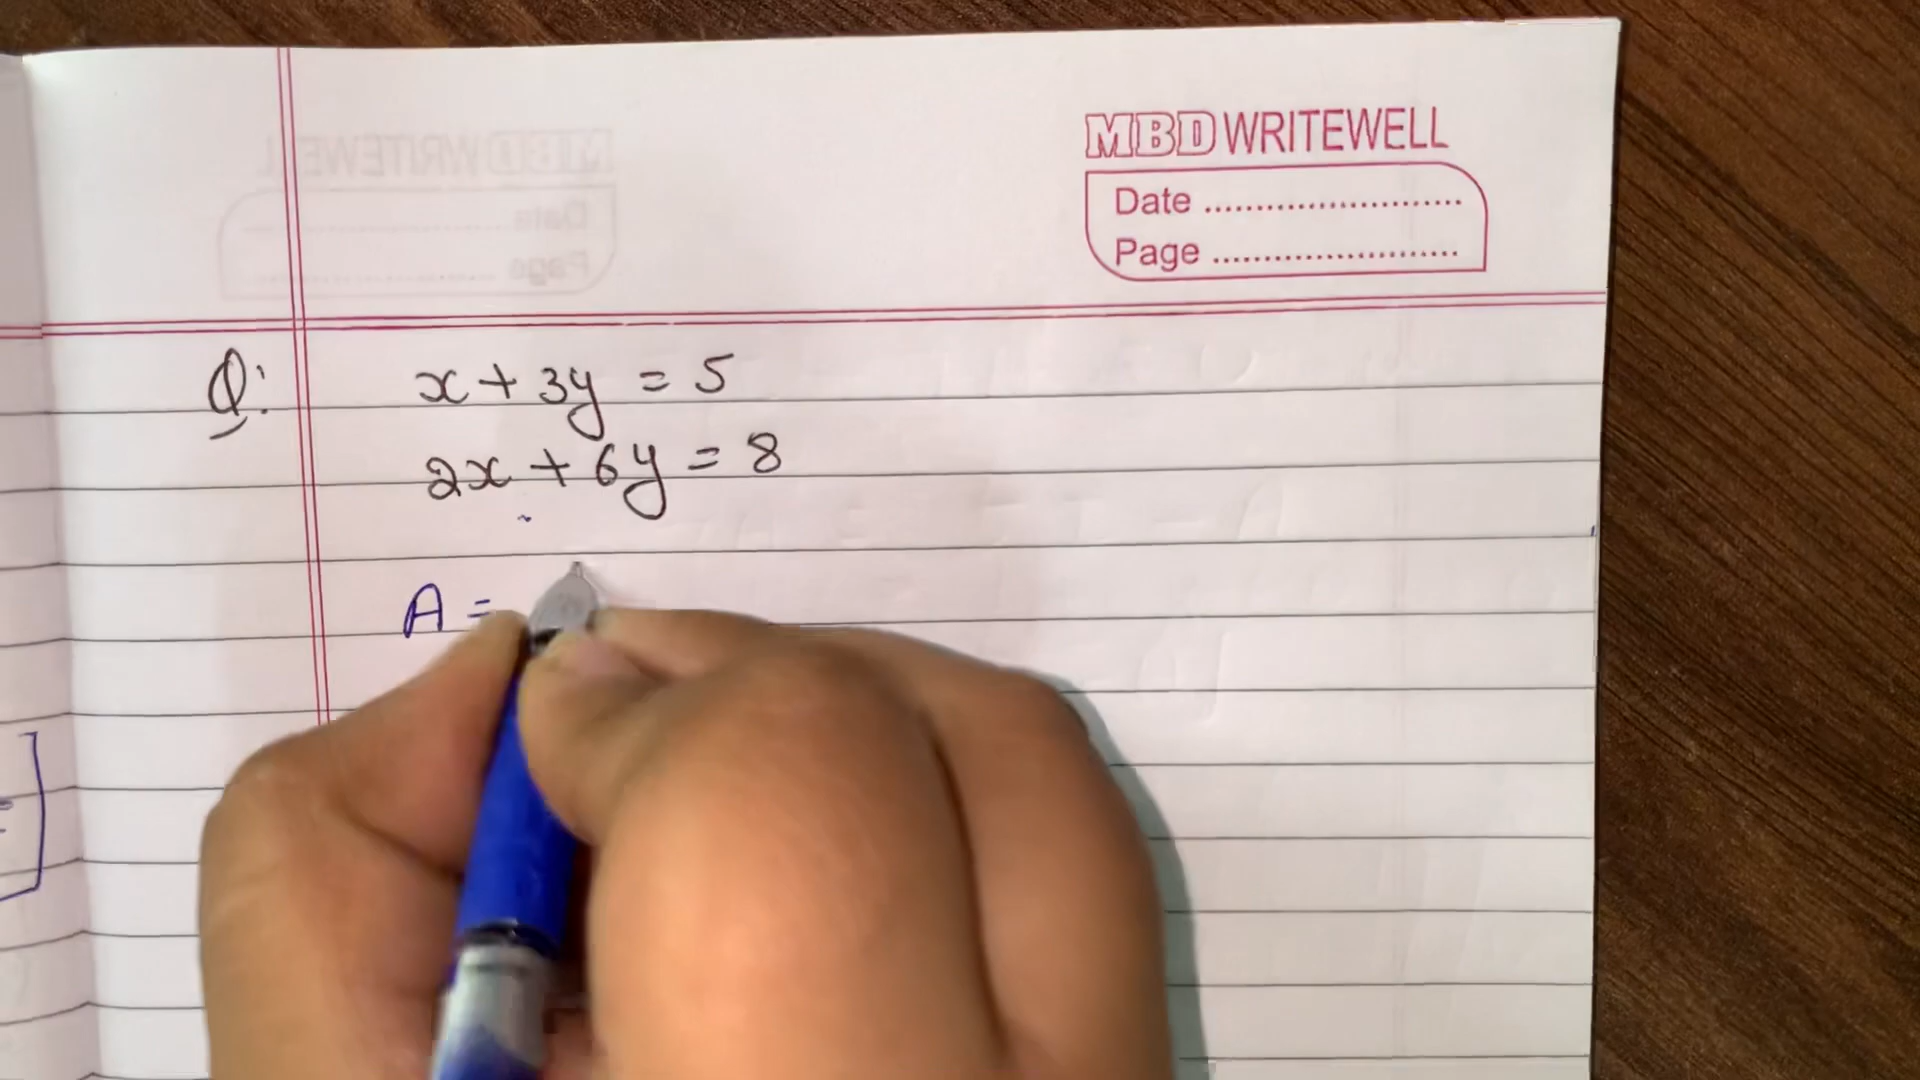 MBD WRITEWELL
Date ..........................
Page .........................
Q: x + 3y = 5
2x + 6y = 8
A =